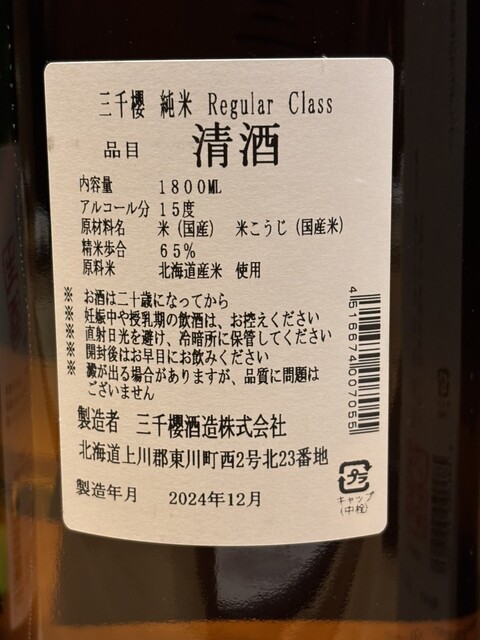 三千櫻 純米 Regular Class
品目 清酒
内容量 1800ML
アルコール分 15度
原材料名 米（国産） 米こうじ（国産米）
精米歩合 65%
原料米 北海道産米 使用
※ お酒は二十歳になってから
※ 妊娠中や授乳期の飲酒は、お控えください
※ 直射日光を避け、冷暗所に保管してください
※ 開封後はお早目にお飲みください
※ 澱が出る場合がありますが、品質に問題は
ございません
製造者 三千櫻酒造株式会社
北海道上川郡東川町西2号北23番地
製造年月 2024年12月
4516674007055
プラ
キャップ
（中栓）